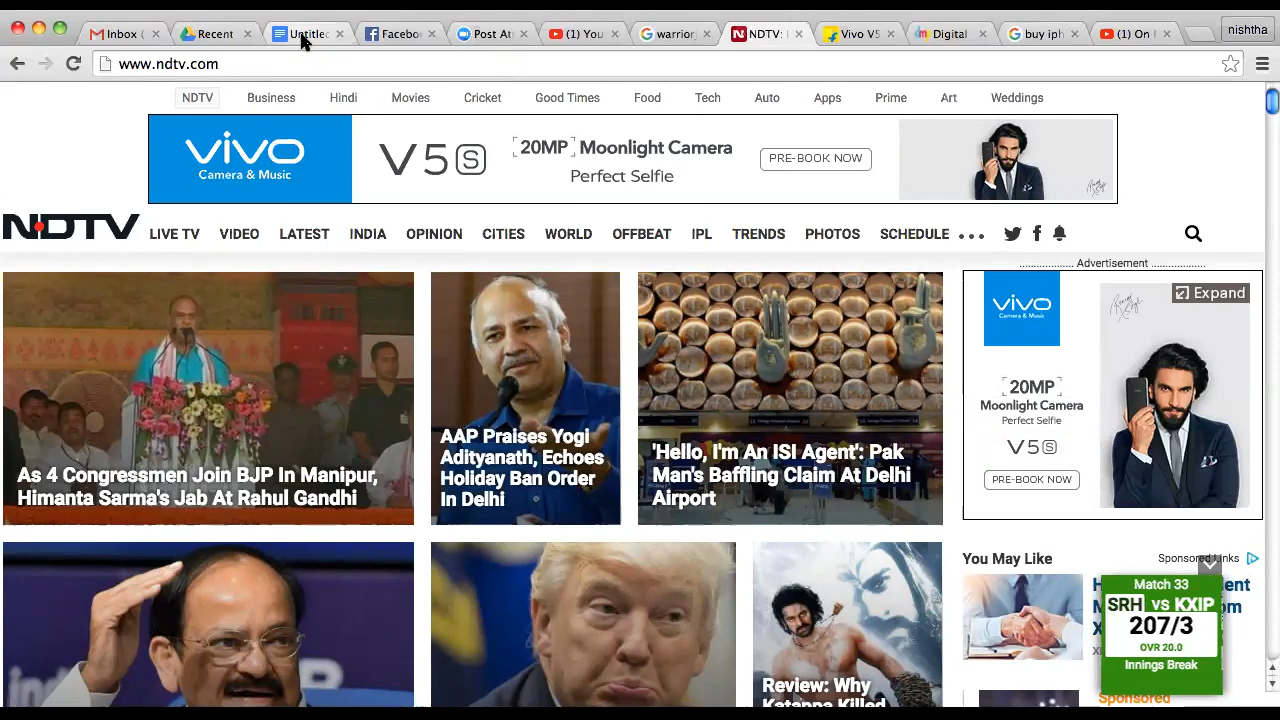 Inbox (
Recent
Untitled
Faceboo
Post At
(1) You
warrior
NDTV:
Vivo V5
Digital
buy iph
(1) On I
nishtha
www.ndtv.com
NDTV
Business
Hindi
Movies
Cricket
Good Times
Food
Tech
Auto
Apps
Prime
Art
Weddings
vivo
Camera & Music
V5S
20MP Moonlight Camera
Perfect Selfie
PRE-BOOK NOW
NDTV
LIVE TV
VIDEO
LATEST
INDIA
OPINION
CITIES
WORLD
OFFBEAT
IPL
TRENDS
PHOTOS
SCHEDULE
Advertisement
As 4 Congressmen Join BJP In Manipur,
Himanta Sarma's Jab At Rahul Gandhi
AAP Praises Yogi
Adityanath, Echoes
Holiday Ban Order
In Delhi
'Hello, I'm An ISI Agent': Pak
Man's Baffling Claim At Delhi
Airport
vivo
Camera & Music
Expand
20MP
Moonlight Camera
Perfect Selfie
V5S
PRE-BOOK NOW
You May Like
Sponsored Links
Review: Why
Katappa Killed
Match 33
SRH vs KXIP
207/3
OVR 20.0
Innings Break
Sponsored